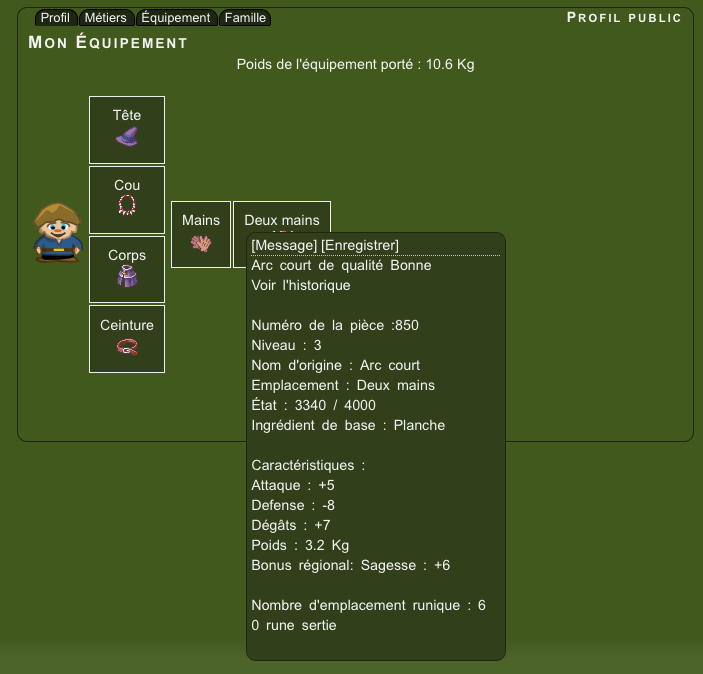 Profil Métiers Équipement Famille
Profil public
Mon Équipement
Poids de l'équipement porté : 10.6 Kg
Tête
Cou
Mains
Deux mains
Corps
Ceinture
[Message] [Enregistrer]
Arc court de qualité Bonne
Voir l'historique
Numéro de la pièce :850
Niveau : 3
Nom d'origine : Arc court
Emplacement : Deux mains
État : 3340 / 4000
Ingrédient de base : Planche
Caractéristiques :
Attaque : +5
Defense : -8
Dégâts : +7
Poids : 3.2 Kg
Bonus régional: Sagesse : +6
Nombre d'emplacement runique : 6
0 rune sertie